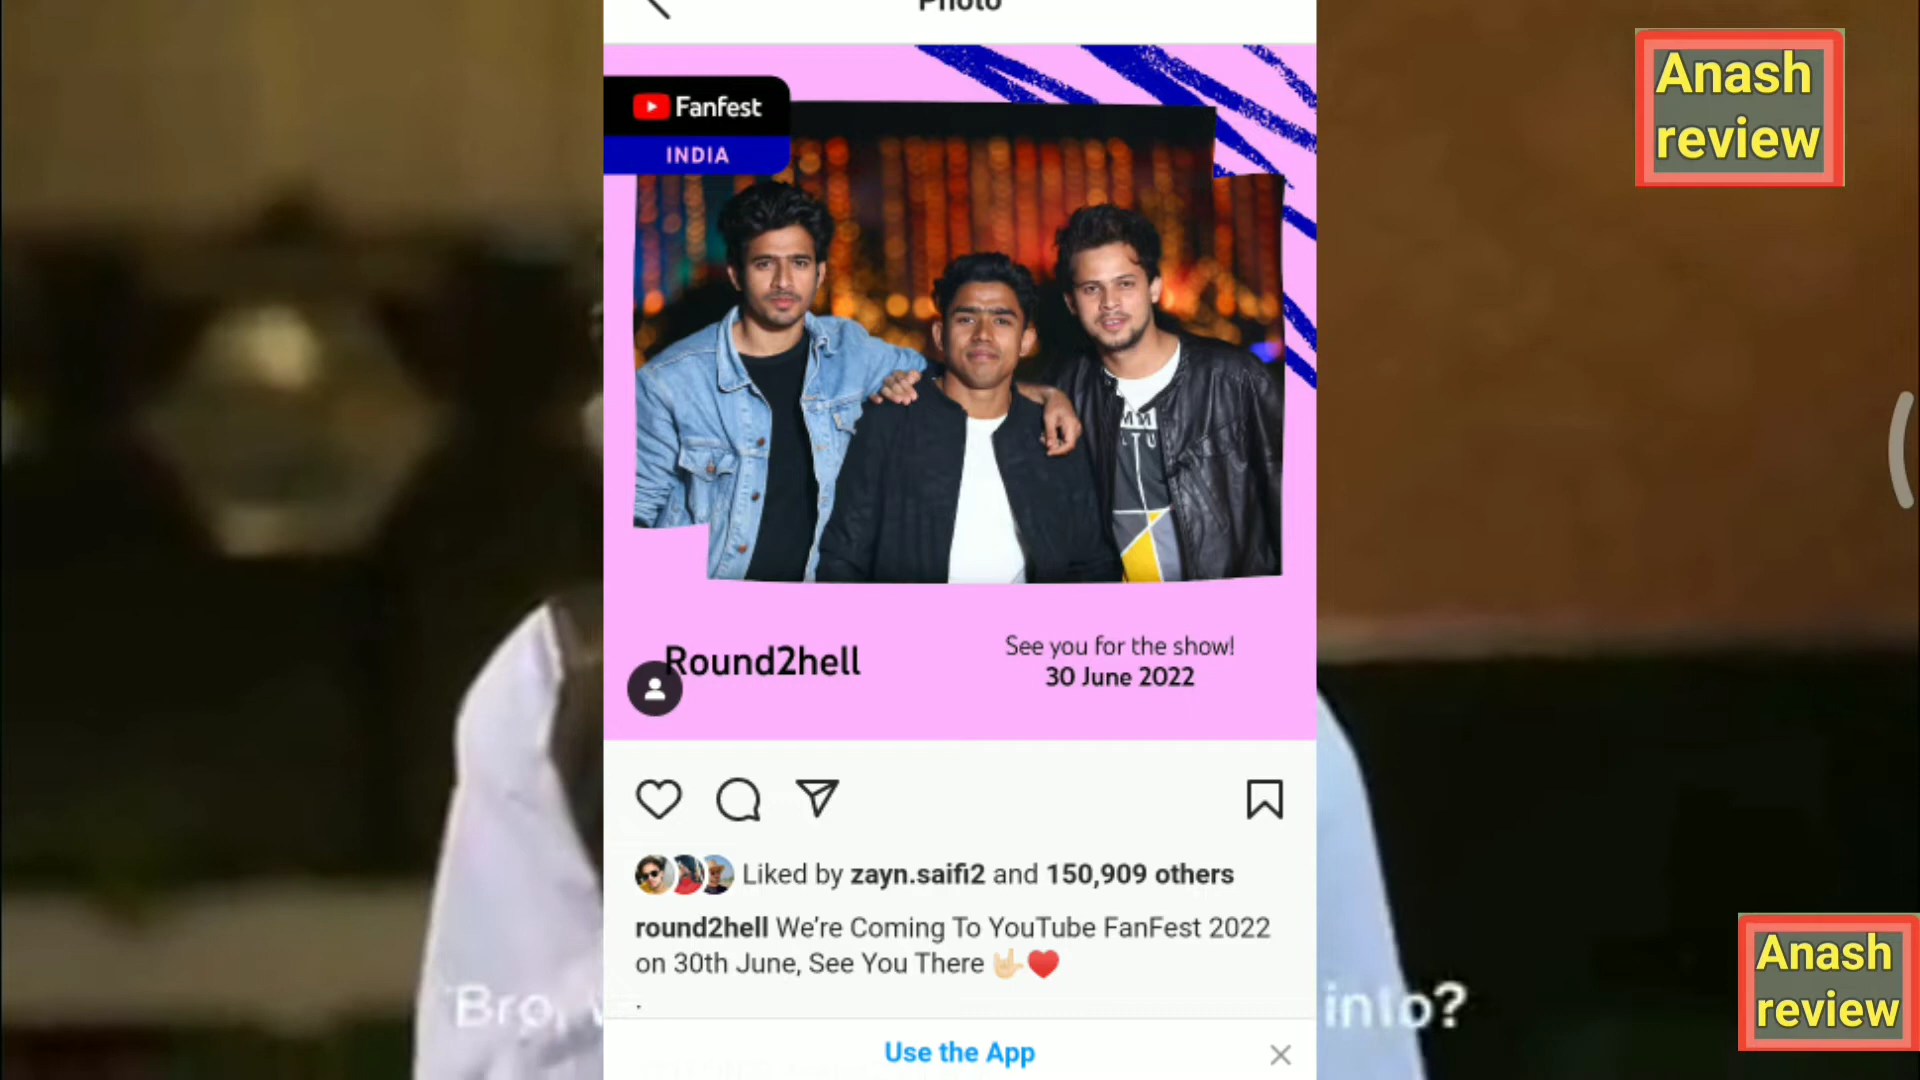 Photo
Fanfest
INDIA
Anash
review
Round2hell
See you for the show!
30 June 2022
Liked by zayn.saifi2 and 150,909 others
round2hell We’re Coming To YouTube FanFest 2022
on 30th June, See You There 🤟🏻♥️
.
Bro, into?
Use the App
Anash
review